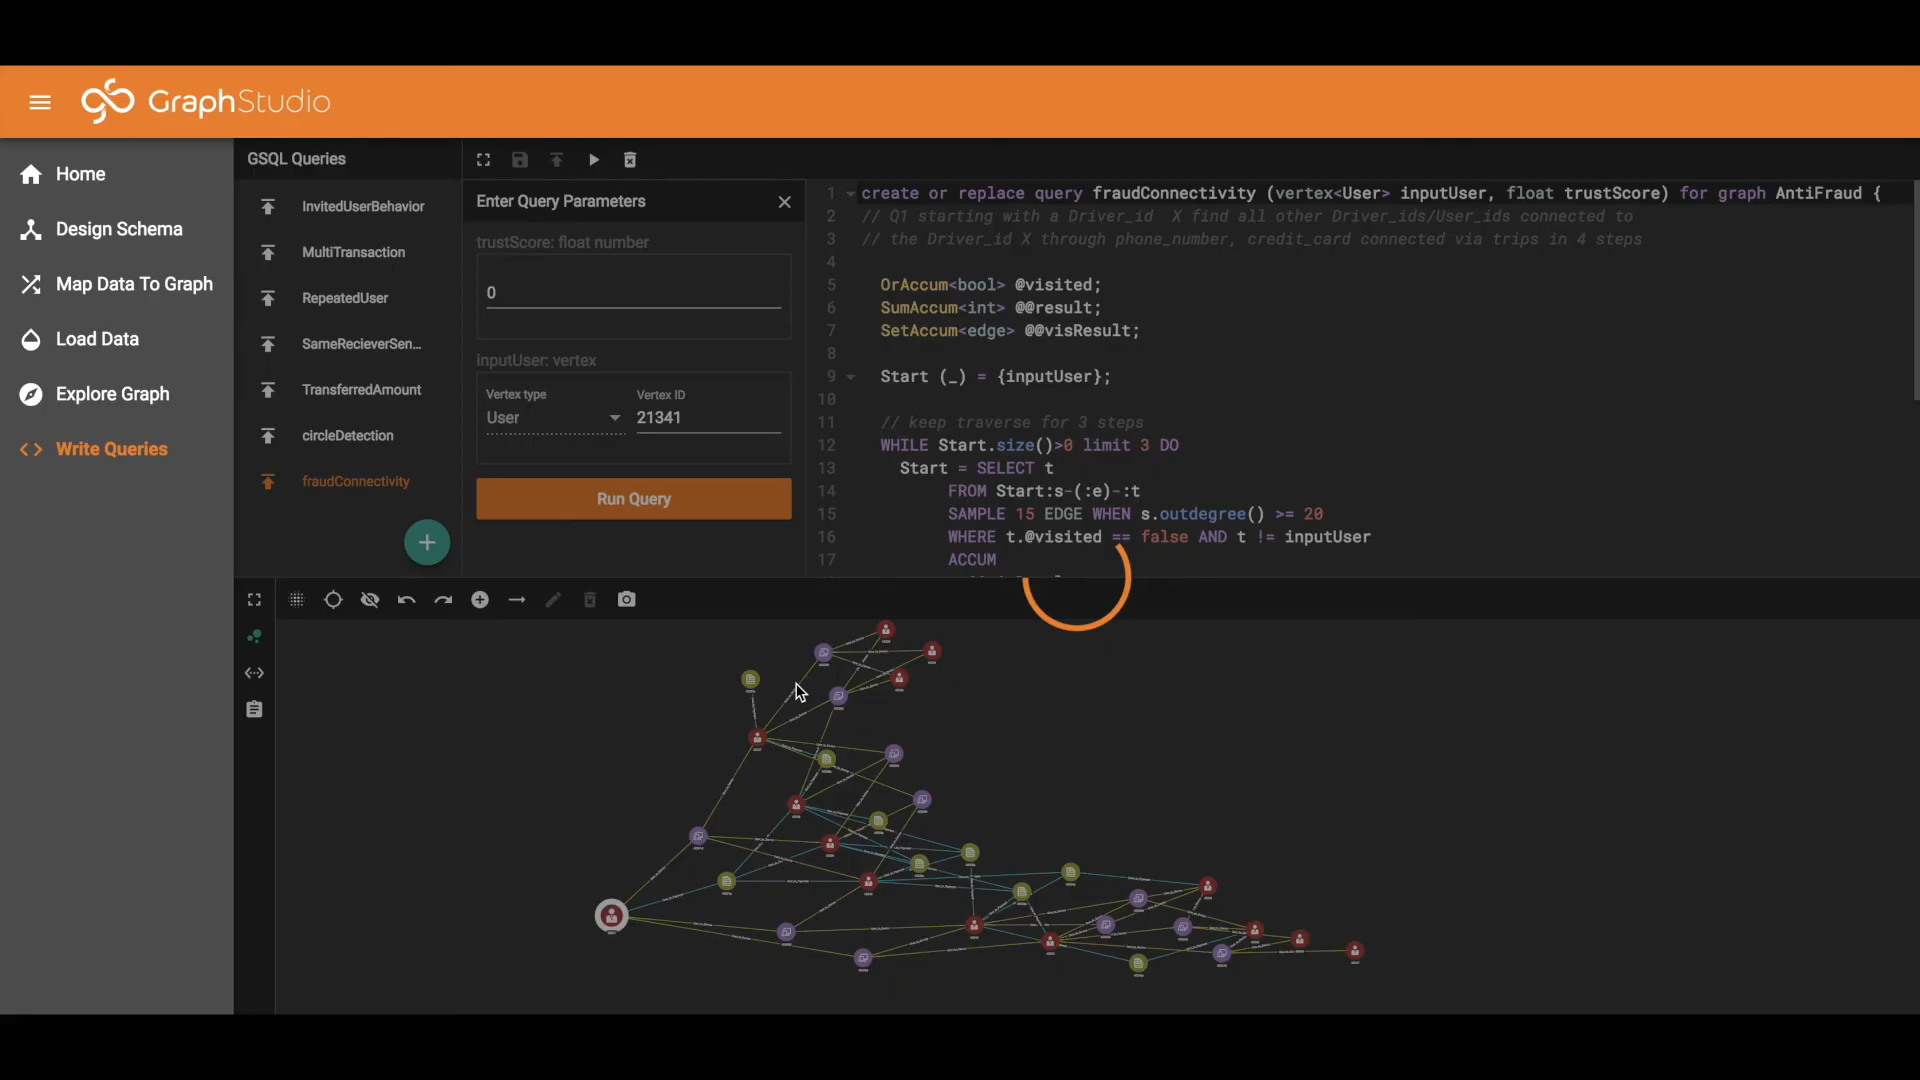 GraphStudio
Home
Design Schema
Map Data To Graph
Load Data
Explore Graph
Write Queries
GSQL Queries
InvitedUserBehavior
MultiTransaction
RepeatedUser
SameRecieverSen...
TransferredAmount
circleDetection
fraudConnectivity
Enter Query Parameters
trustScore: float number
0
inputUser: vertex
Vertex type
User
Vertex ID
21341
Run Query
1 create or replace query fraudConnectivity (vertex<User> inputUser, float trustScore) for graph AntiFraud {
2 // Q1 starting with a Driver_id  X find all other Driver_ids/User_ids connected to
3 // the Driver_id X through phone_number, credit_card connected via trips in 4 steps
4
5 OrAccum<bool> @visited;
6 SumAccum<int> @@result;
7 SetAccum<edge> @@visResult;
8
9 Start (_) = {inputUser};
10
11 // keep traverse for 3 steps
12 WHILE Start.size()>0 limit 3 DO
13 Start = SELECT t
14 FROM Start:s-(:e)-:t
15 SAMPLE 15 EDGE WHEN s.outdegree() >= 20
16 WHERE t.@visited == false AND t != inputUser
17 ACCUM